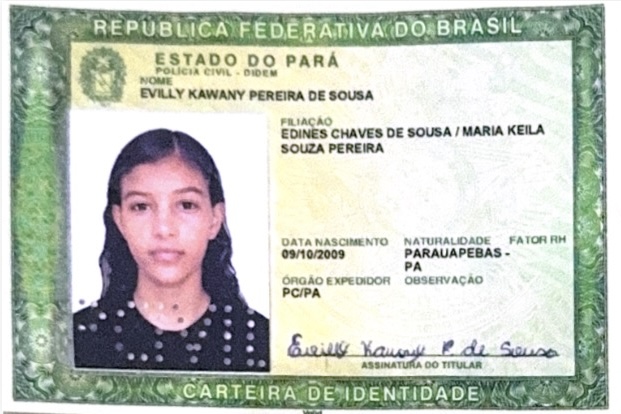 REPÚBLICA FEDERATIVA DO BRASIL
ESTADO DO PARÁ
POLÍCIA CIVIL - DIDEM
NOME
EVILLY KAWANY PEREIRA DE SOUSA
FILIAÇÃO
EDINES CHAVES DE SOUSA / MARIA KEILA
SOUZA PEREIRA
DATA NASCIMENTO NATURALIDADE FATOR RH
09/10/2009 PARAUAPEBAS -
PA
ÓRGÃO EXPEDIDOR OBSERVAÇÃO
PC/PA
Evilly Kawany P. de Sousa
ASSINATURA DO TITULAR
CARTEIRA DE IDENTIDADE